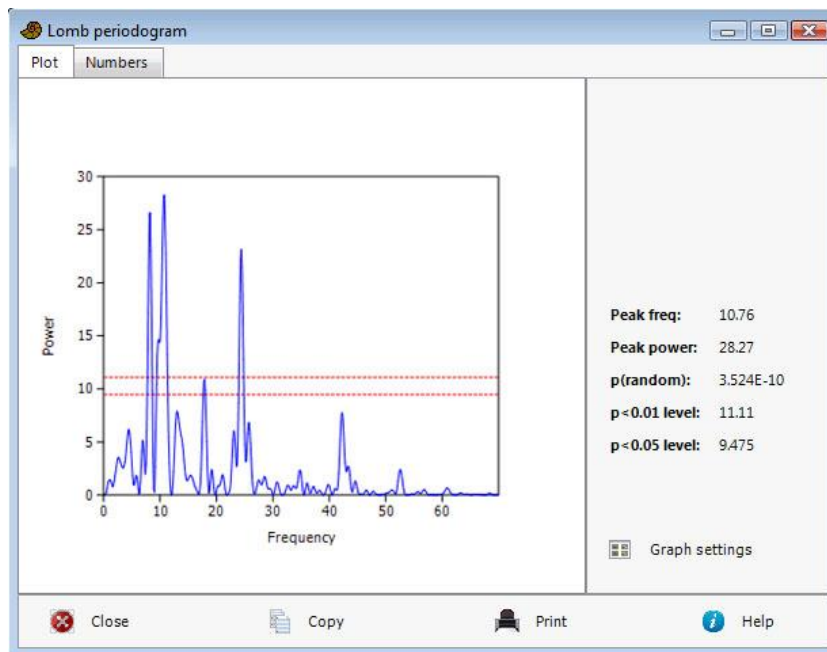 Lomb periodogram
Plot
Numbers
30
25
20
15
10
5
0
Power
0 10 20 30 40 50 60
Frequency
Peak freq: 10.76
Peak power: 28.27
p(random): 3.524E-10
p<0.01 level: 11.11
p<0.05 level: 9.475
Graph settings
Close Copy Print Help